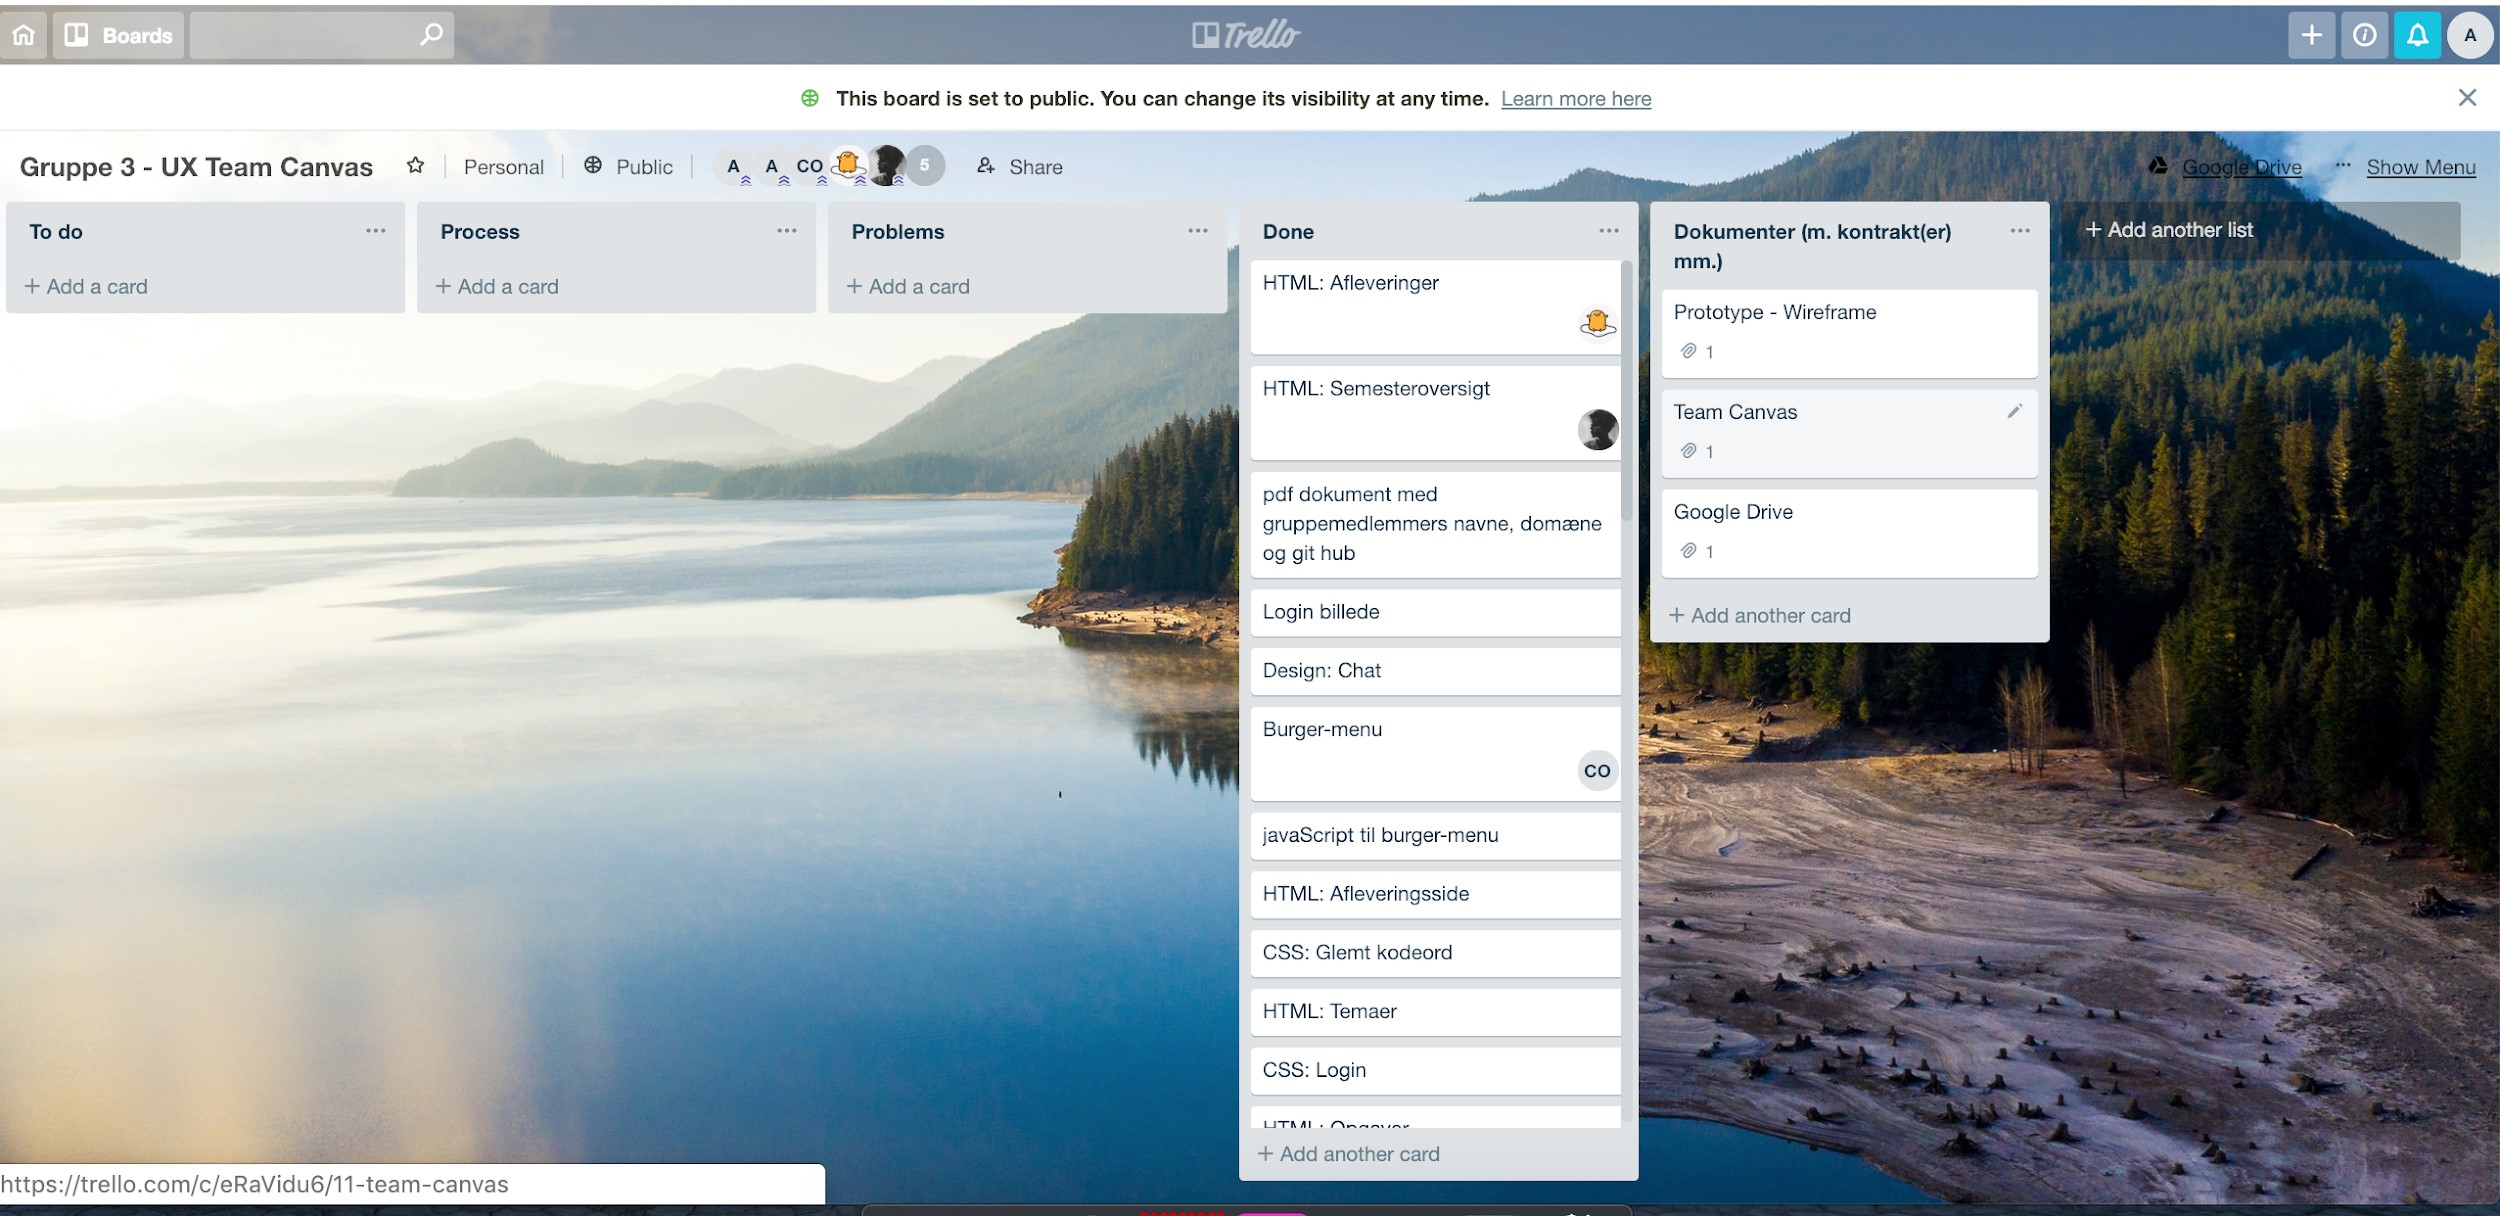 Boards
Trello
A
This board is set to public. You can change its visibility at any time. Learn more here
Gruppe 3 - UX Team Canvas
Personal
Public
A
A
CO
5
Share
Google Drive
Show Menu
To do
+ Add a card
Process
+ Add a card
Problems
+ Add a card
Done
HTML: Afleveringer
HTML: Semesteroversigt
pdf dokument med
gruppemedlemmers navne, domæne
og git hub
Login billede
Design: Chat
Burger-menu
CO
javaScript til burger-menu
HTML: Afleveringsside
CSS: Glemt kodeord
HTML: Temaer
CSS: Login
HTML: Opgaver
+ Add another card
Dokumenter (m. kontrakt(er)
mm.)
Prototype - Wireframe
1
Team Canvas
1
Google Drive
1
+ Add another card
+ Add another list
https://trello.com/c/eRaVidu6/11-team-canvas